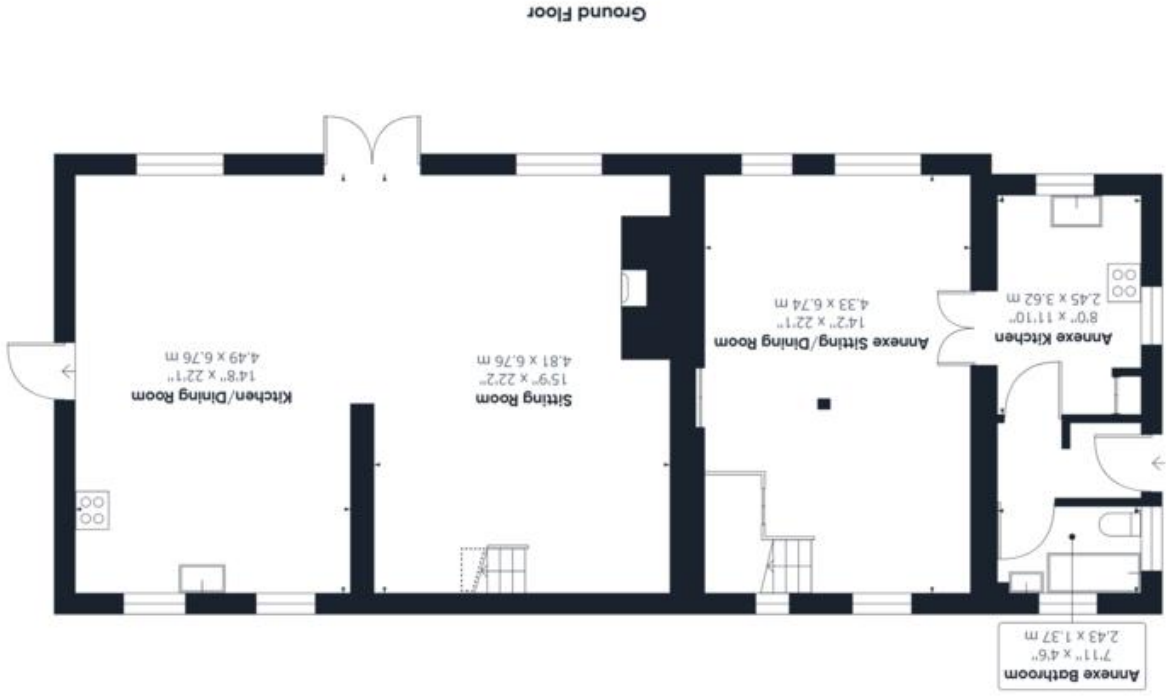 Annexe Bathroom
7'11" x 4'6"
2.43 x 1.37 m
Annexe Kitchen
8'0" x 11'10"
2.45 x 3.62 m
Annexe Sitting/Dining Room
14'2" x 22'1"
4.33 x 6.74 m
Sitting Room
15'9" x 22'2"
4.81 x 6.76 m
Kitchen/Dining Room
14'8" x 22'1"
4.49 x 6.76 m
Ground Floor